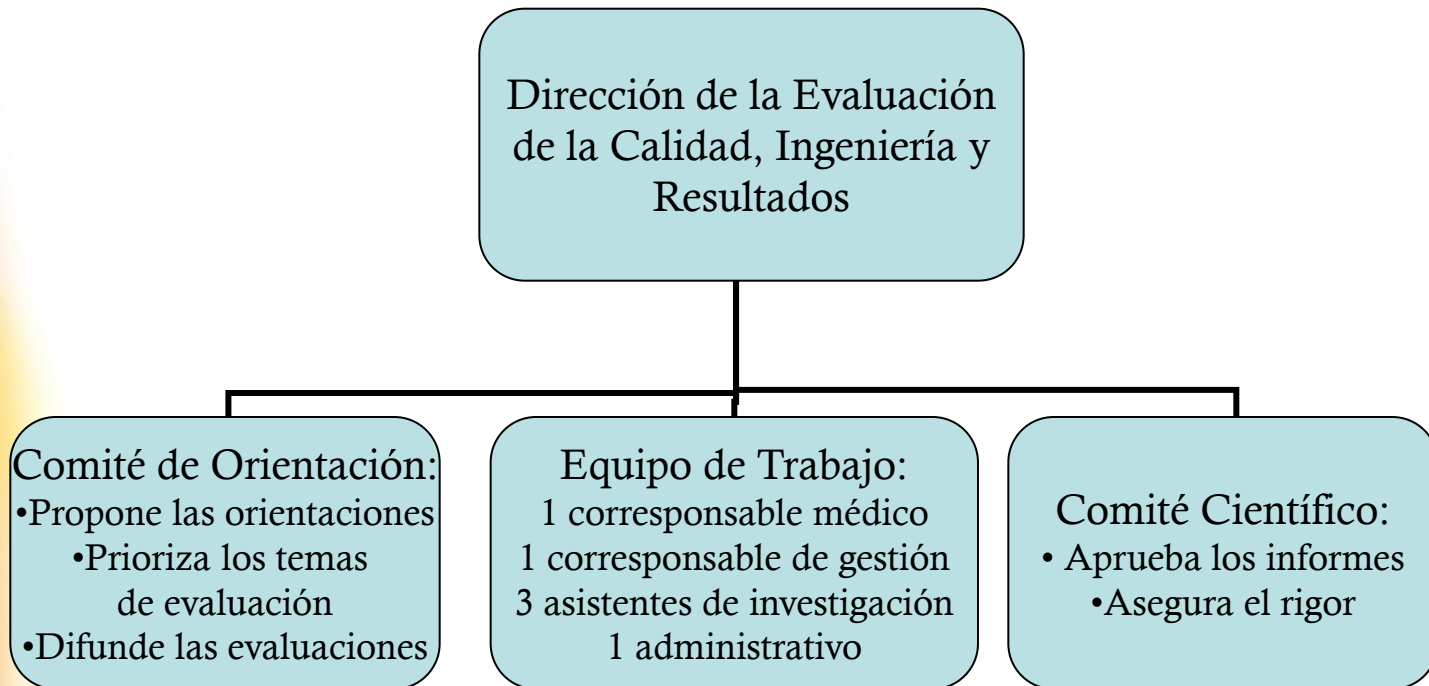 Dirección de la Evaluación
de la Calidad, Ingeniería y
Resultados
Comité de Orientación:
•Propone las orientaciones
•Prioriza los temas
de evaluación
•Difunde las evaluaciones
Equipo de Trabajo:
1 corresponsable médico
1 corresponsable de gestión
3 asistentes de investigación
1 administrativo
Comité Científico:
• Aprueba los informes
•Asegura el rigor